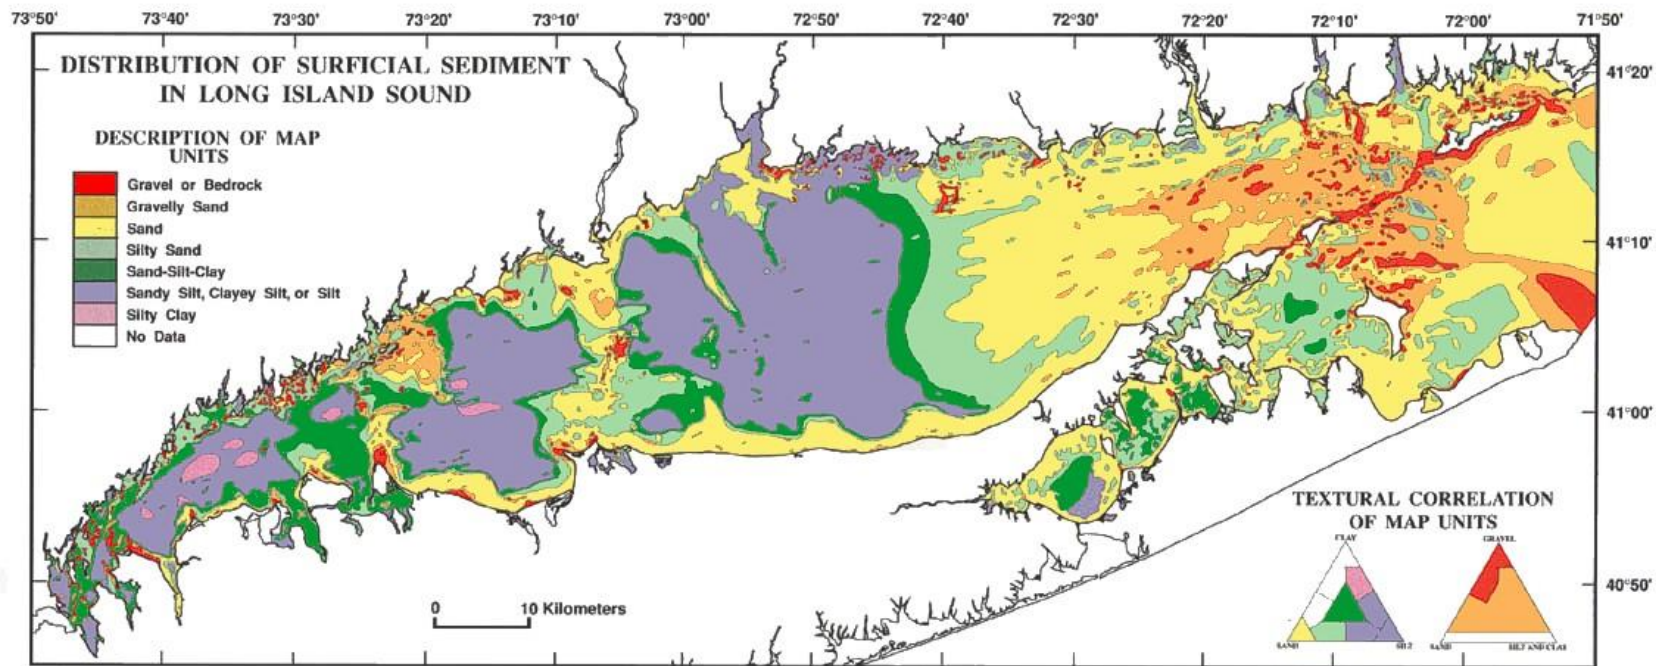 73°50' 73°40' 73°30' 73°20' 73°10' 73°00' 72°50' 72°40' 72°30' 72°20' 72°10' 72°00' 71°50'
DISTRIBUTION OF SURFICIAL SEDIMENT
IN LONG ISLAND SOUND
DESCRIPTION OF MAP
UNITS
Gravel or Bedrock
Gravelly Sand
Sand
Silty Sand
Sand-Silt-Clay
Sandy Silt, Clayey Silt, or Silt
Silty Clay
No Data
41°20'
41°10'
41°00'
40°50'
0 10 Kilometers
TEXTURAL CORRELATION
OF MAP UNITS
CLAY
SAND SILT
GRAVEL
SAND SILT AND CLAY